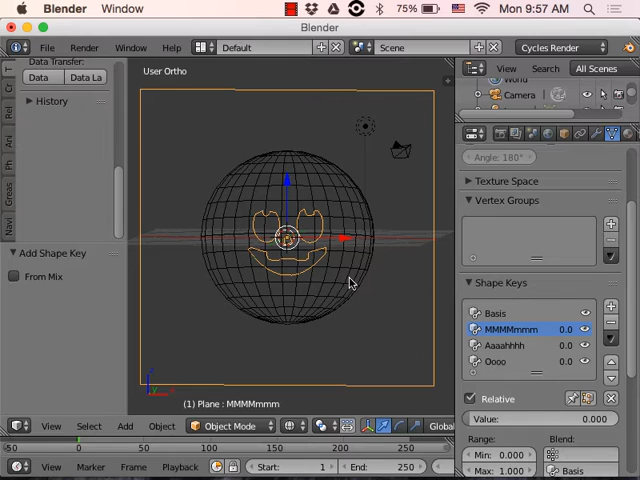 Blender Window 75% Mon 9:57 AM
Blender
File Render Window Help Default Scene Cycles Render
Data Transfer:
Data Data La
History
User Ortho
View Search All Scenes
World
Camera
Angle: 180°
Texture Space
Vertex Groups
Add Shape Key
From Mix
Shape Keys
Basis
MMMMmmm 0.0
Aaaahhhh 0.0
Oooo 0.0
(1) Plane : MMMMmmm
Relative
Value: 0.000
View Select Add Object Object Mode Global
Range: Blend:
Min: 0.000
Max: 1.000 Basis
-50 0 50 100 150 200 250
View Marker Frame Playback Start: 1 End: 250